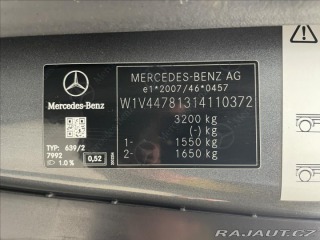 MERCEDES-BENZ AG
e1*2007/46*0457
W1V44781314110372
3200 kg
(-) kg
1- 1550 kg
2- 1650 kg
Mercedes-Benz
TYP: 639/2
7992
1.0 % 0,52
RAJAUT.CZ